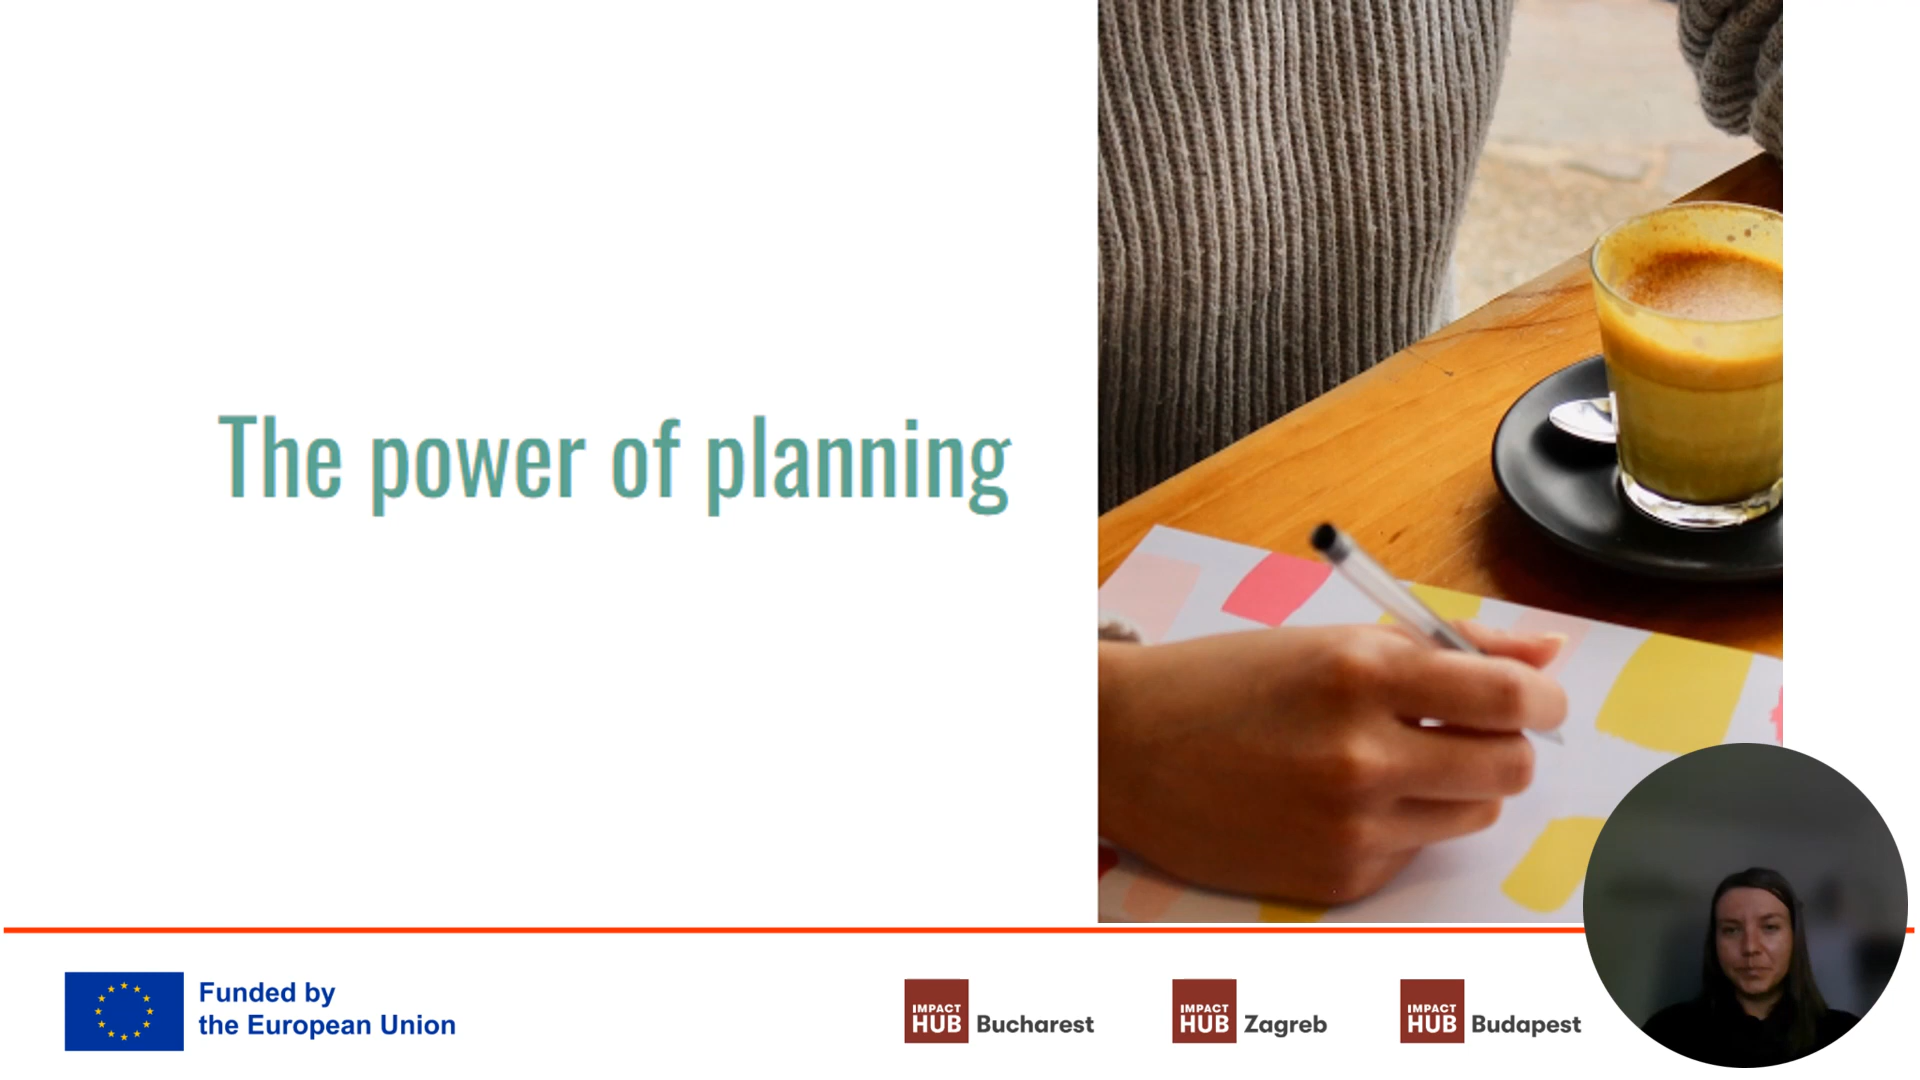 The power of planning
Funded by
the European Union
IMPACT
HUB Bucharest
IMPACT
HUB Zagreb
IMPACT
HUB Budapest